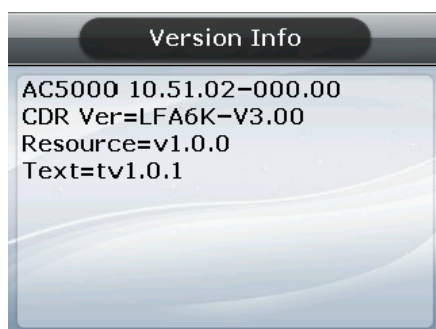 Version Info
AC5000 10.51.02-000.00
CDR Ver=LFA6K-V3.00
Resource=v1.0.0
Text=tv1.0.1